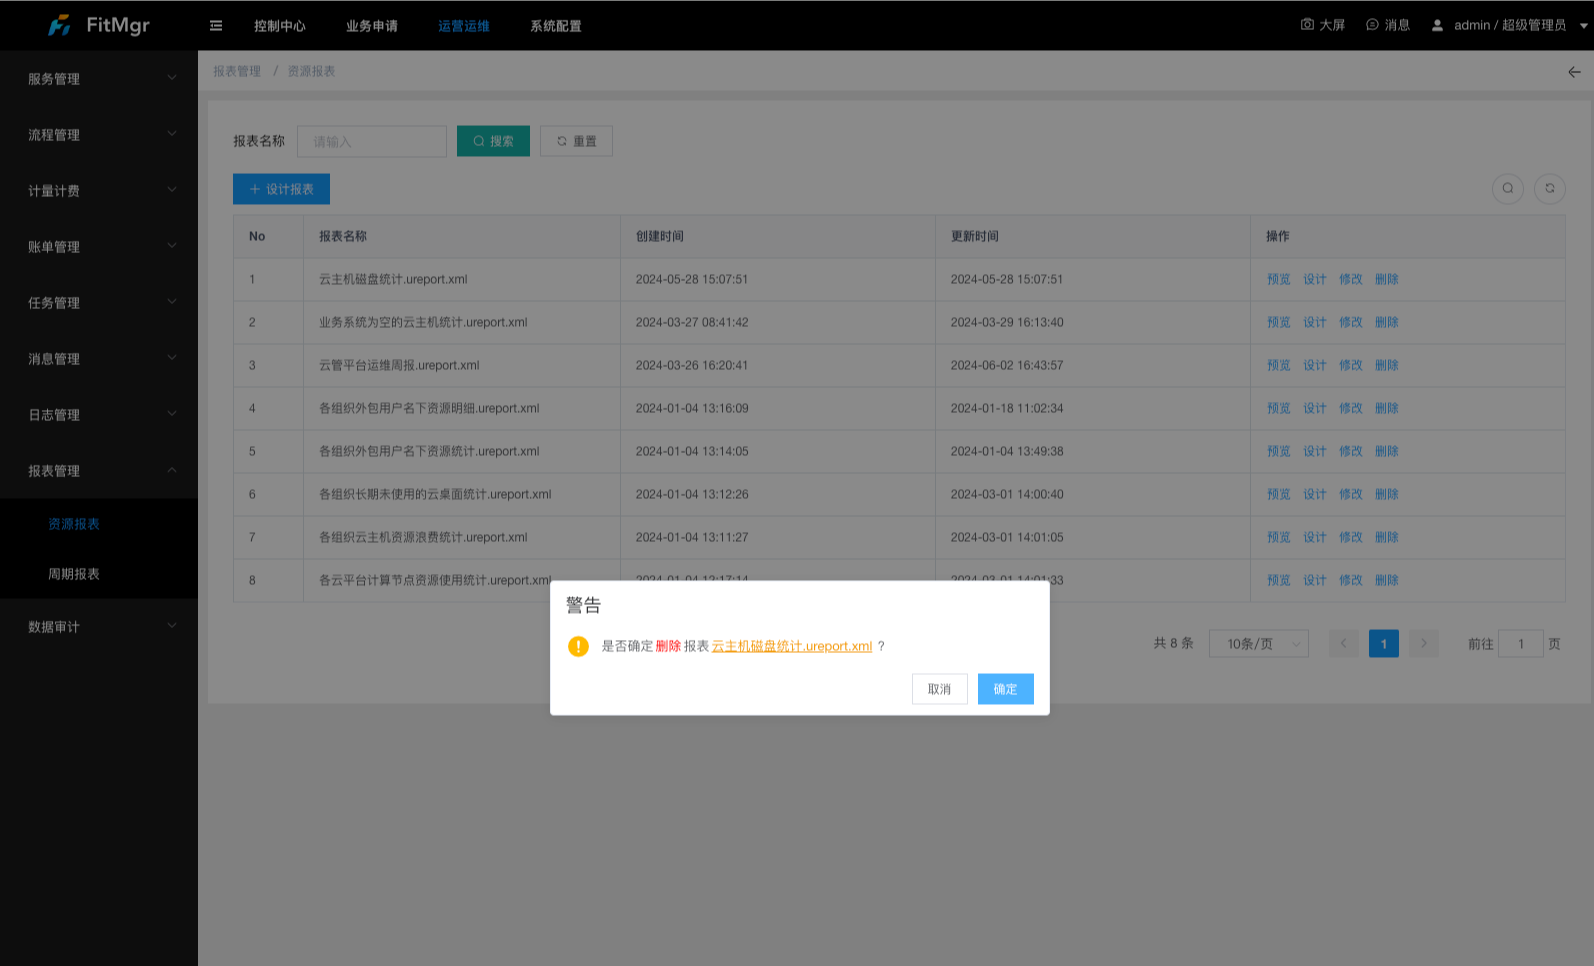 FitMgr 控制中心 业务申请 运营运维 系统配置 大屏 消息 admin / 超级管理员
服务管理
流程管理
计量计费
账单管理
任务管理
消息管理
日志管理
报表管理
资源报表
周期报表
数据审计
报表管理 / 资源报表
报表名称 请输入 搜索 重置
设计报表
No 报表名称 创建时间 更新时间 操作
1 云主机磁盘统计.ureport.xml 2024-05-28 15:07:51 2024-05-28 15:07:51 预览 设计 修改 删除
2 业务系统为空的云主机统计.ureport.xml 2024-03-27 08:41:42 2024-03-29 16:13:40 预览 设计 修改 删除
3 云管平台运维周报.ureport.xml 2024-03-26 16:20:41 2024-06-02 16:43:57 预览 设计 修改 删除
4 各组织外包用户名下资源明细.ureport.xml 2024-01-04 13:16:09 2024-01-18 11:02:34 预览 设计 修改 删除
5 各组织外包用户名下资源统计.ureport.xml 2024-01-04 13:14:05 2024-01-04 13:49:38 预览 设计 修改 删除
6 各组织长期未使用的云桌面统计.ureport.xml 2024-01-04 13:12:26 2024-03-01 14:00:40 预览 设计 修改 删除
7 各组织云主机资源浪费统计.ureport.xml 2024-01-04 13:11:27 2024-03-01 14:01:05 预览 设计 修改 删除
8 各云平台计算节点资源使用统计.ureport.xml 2024-01-04 12:17:14 2024-03-01 14:01:33 预览 设计 修改 删除
共 8 条 10条/页 1 前往 1 页
警告
是否确定 删除 报表 云主机磁盘统计.ureport.xml ？
取消 确定